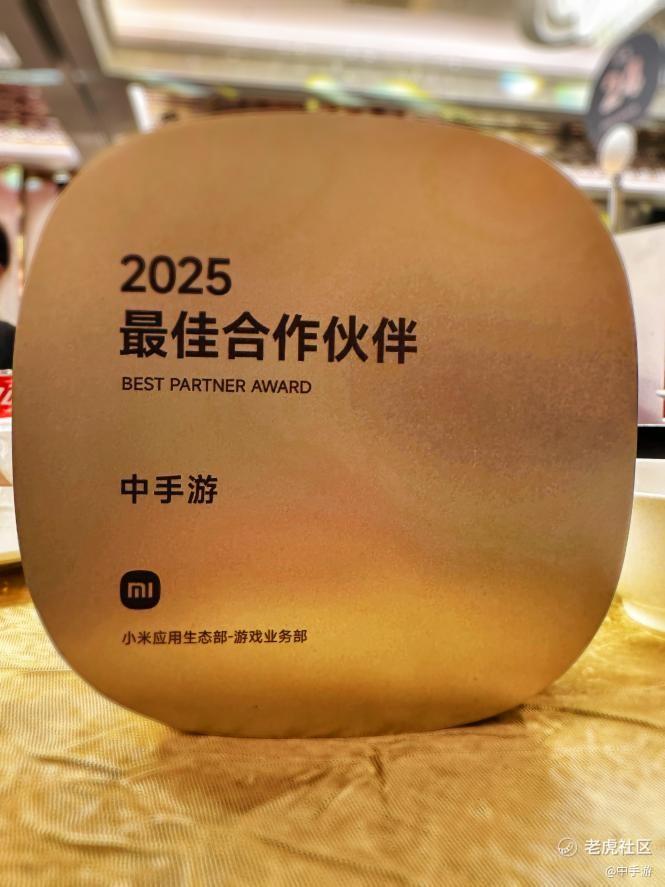 24
2025
最佳合作伙伴
BEST PARTNER AWARD
中手游
mi
小米应用生态部-游戏业务部
老虎社区
@中手游